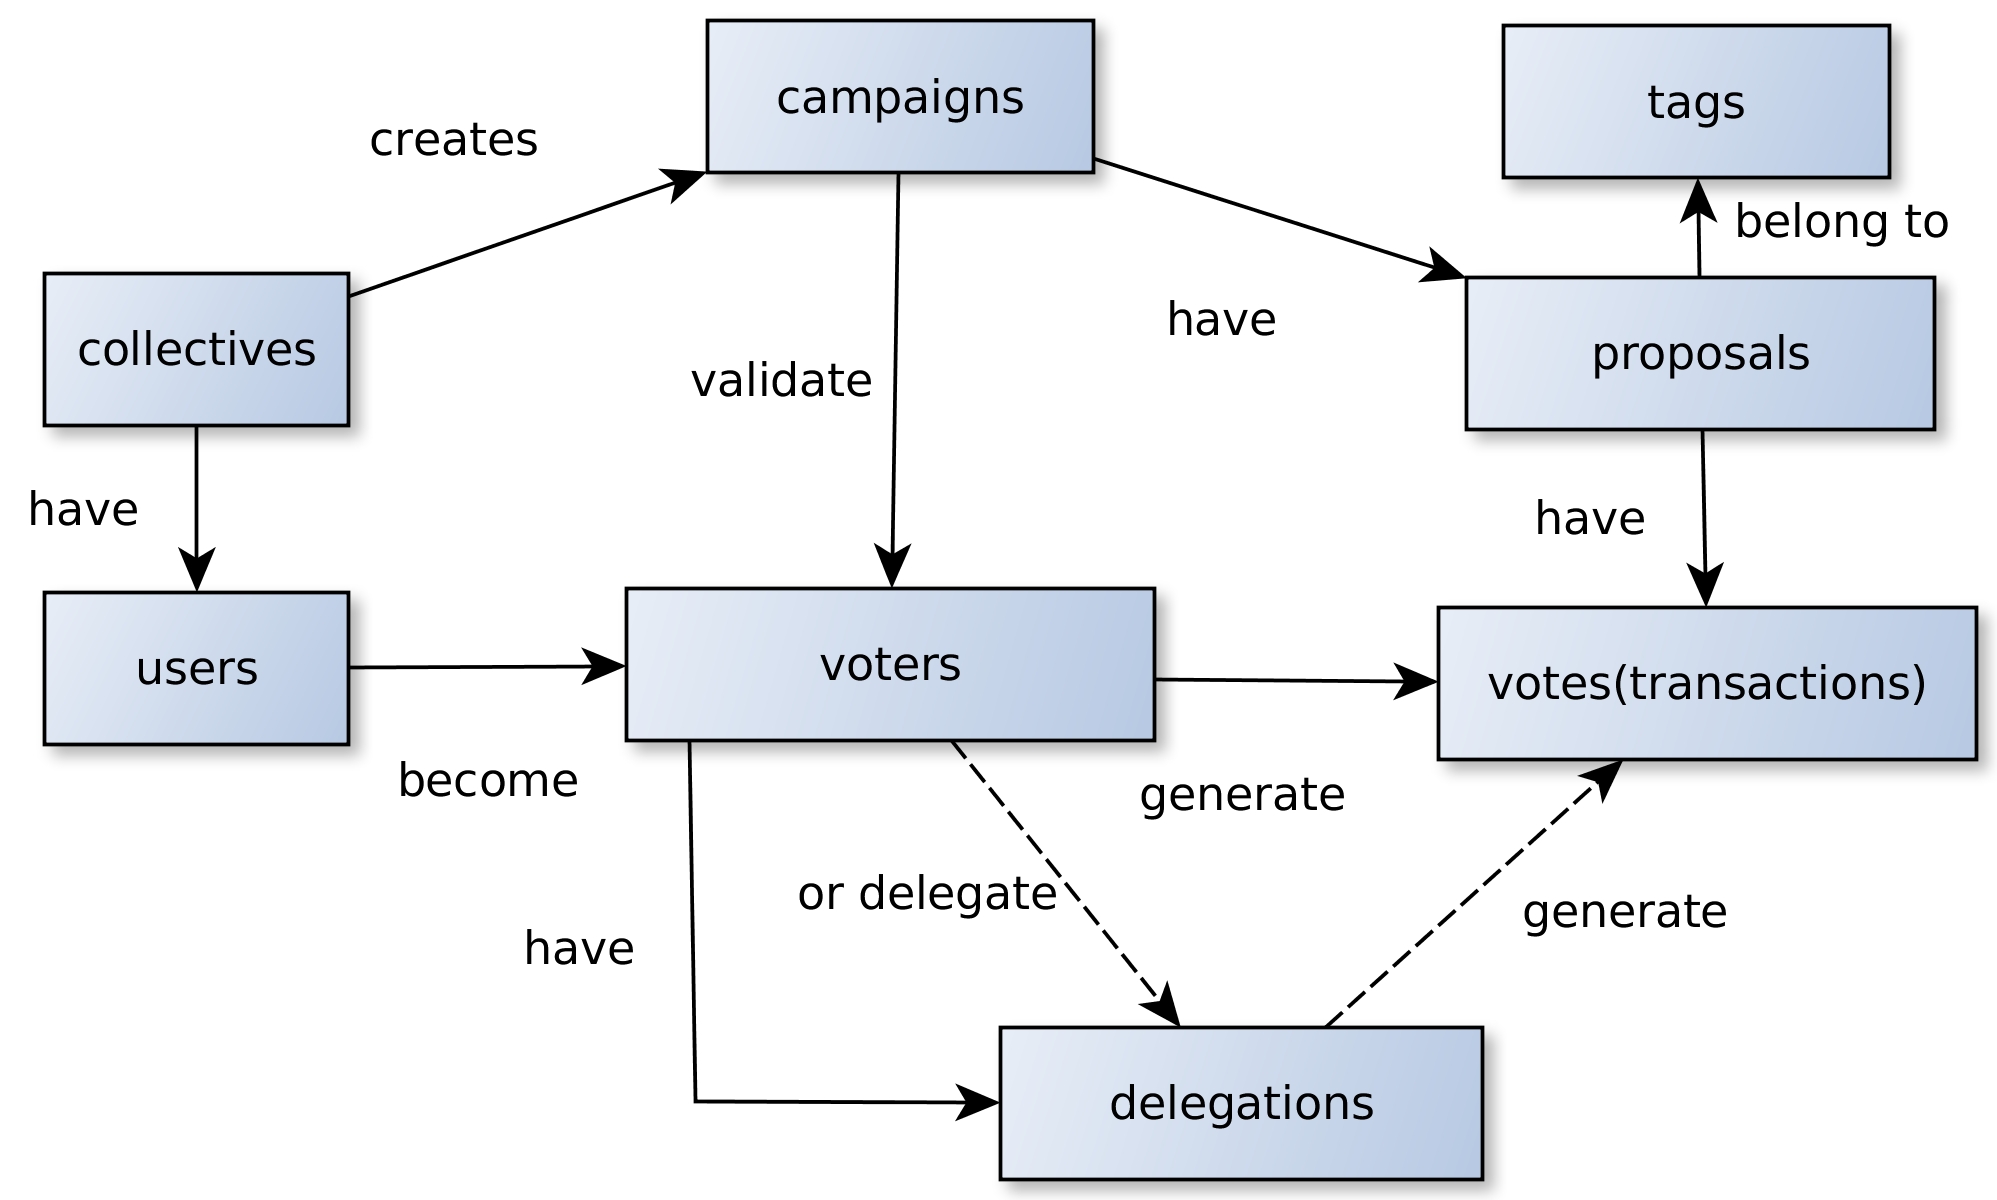 campaigns
tags
creates
belong to
collectives
have
proposals
validate
have
have
users
voters
votes(transactions)
become
generate
or delegate
generate
have
delegations